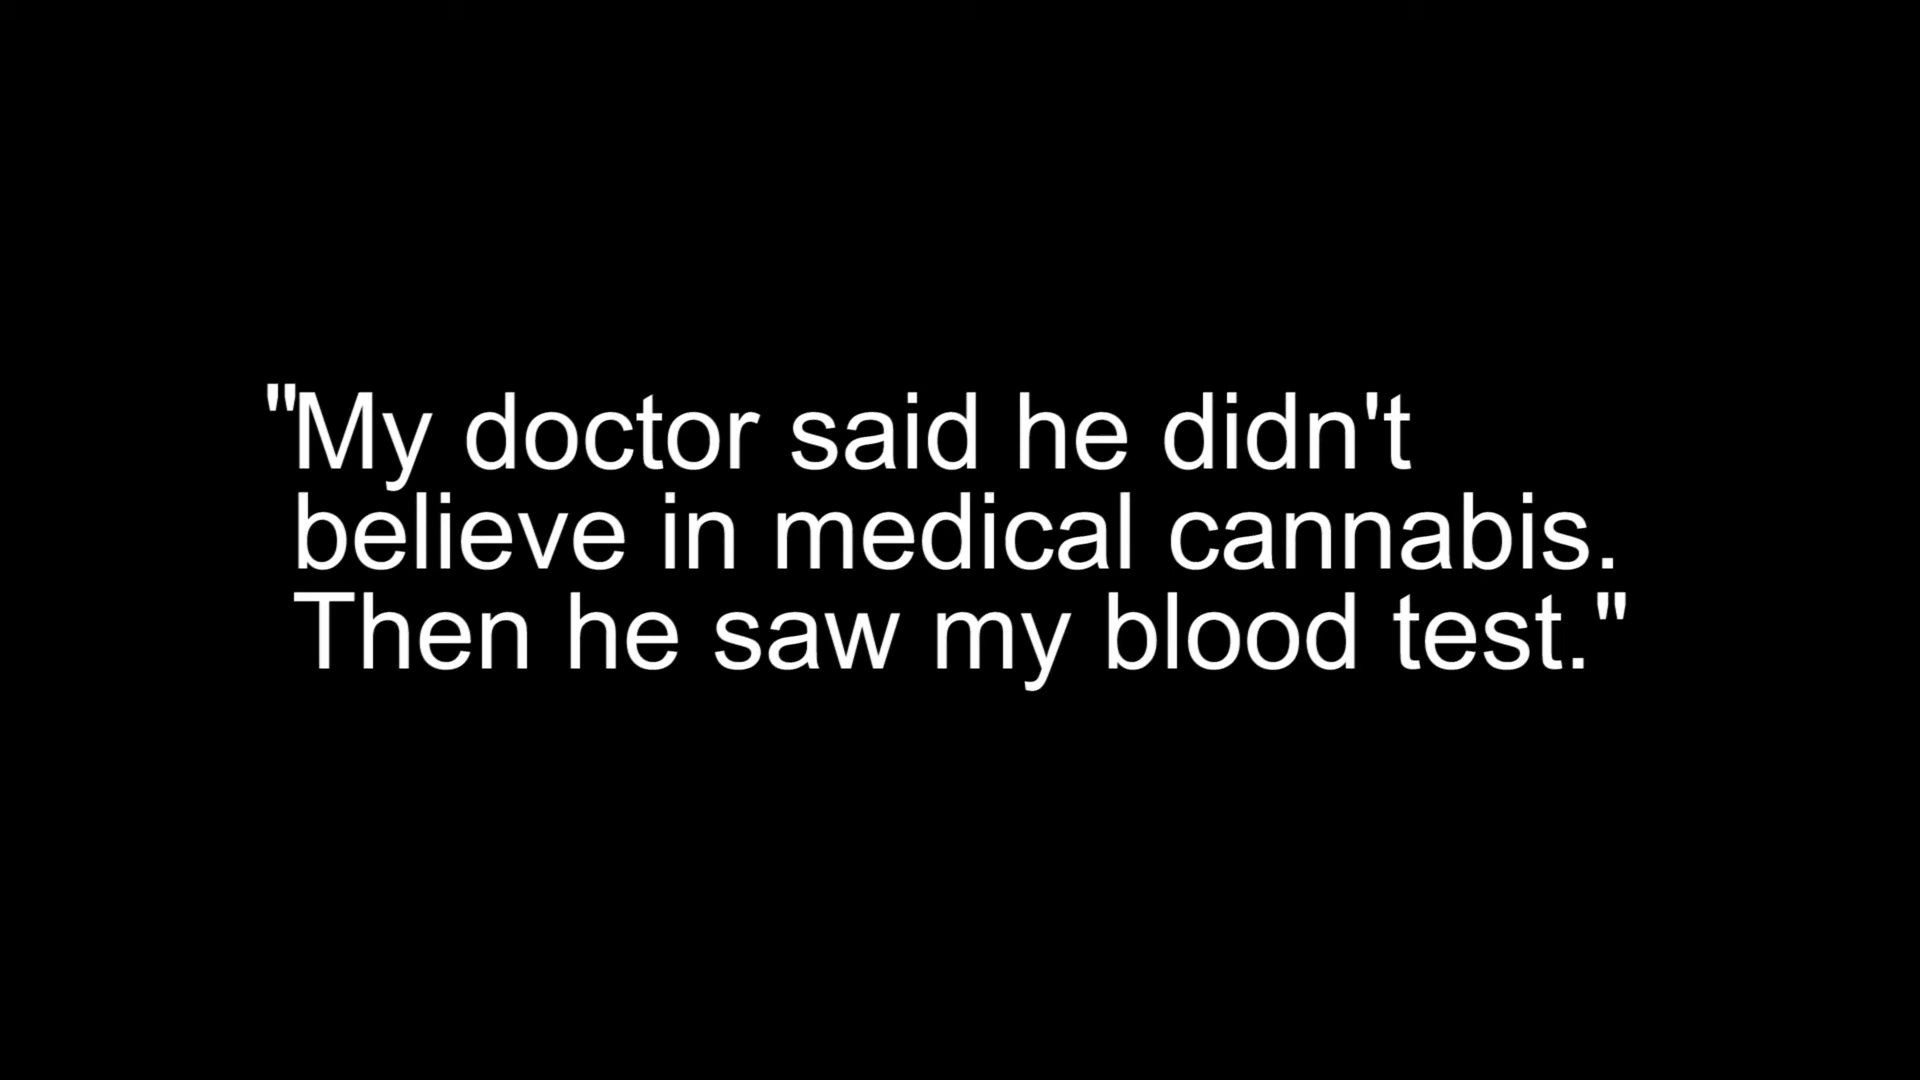 "My doctor said he didn't
believe in medical cannabis.
Then he saw my blood test."